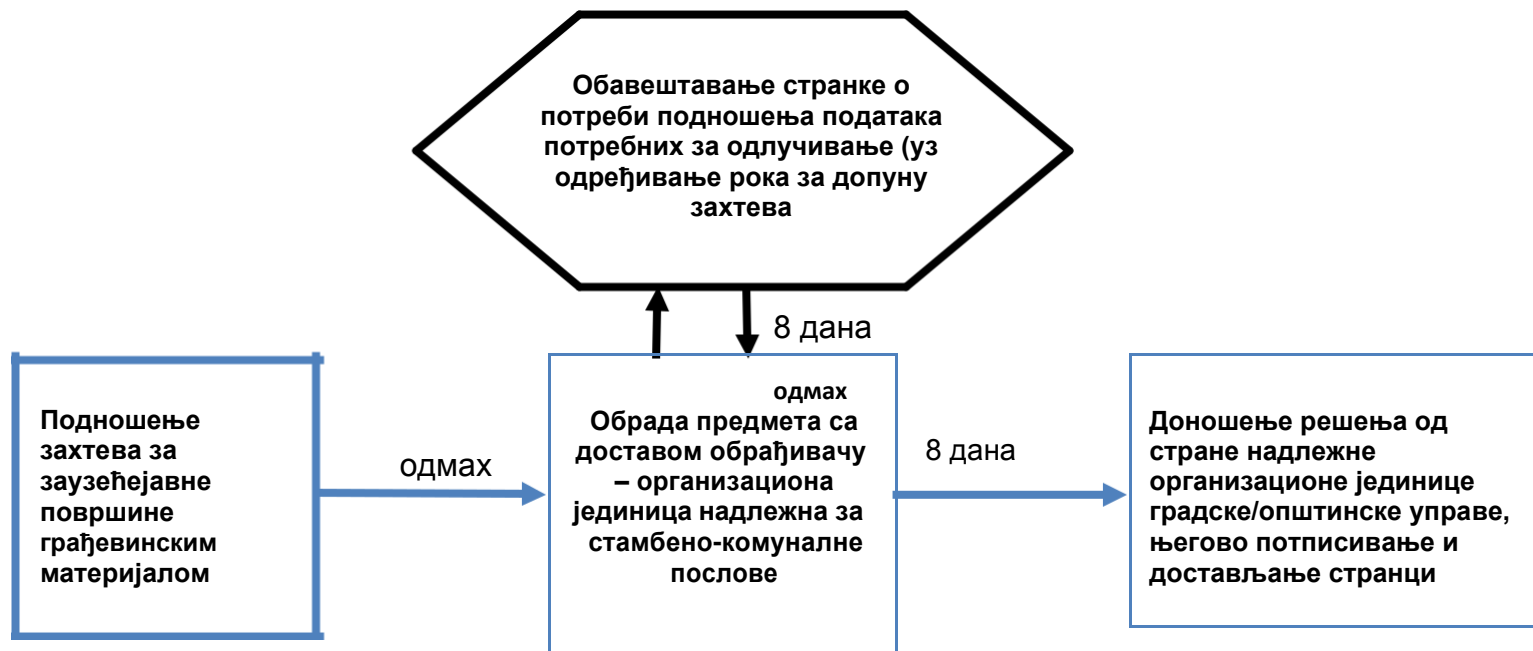 Обавештавање странке о
потреби подношења података
потребних за одлучивање (уз
одређивање рока за допуну
захтева
8 дана
Подношење
захтева за
заузећејавне
површине
грађевинским
материјалом
одмах
одмах
Обрада предмета са
доставом обрађивачу
– организациона
јединица надлежна за
стамбено-комуналне
послове
8 дана
Доношење решења од
стране надлежне
организационе јединице
градске/општинске управе,
његово потписивање и
достављање странци